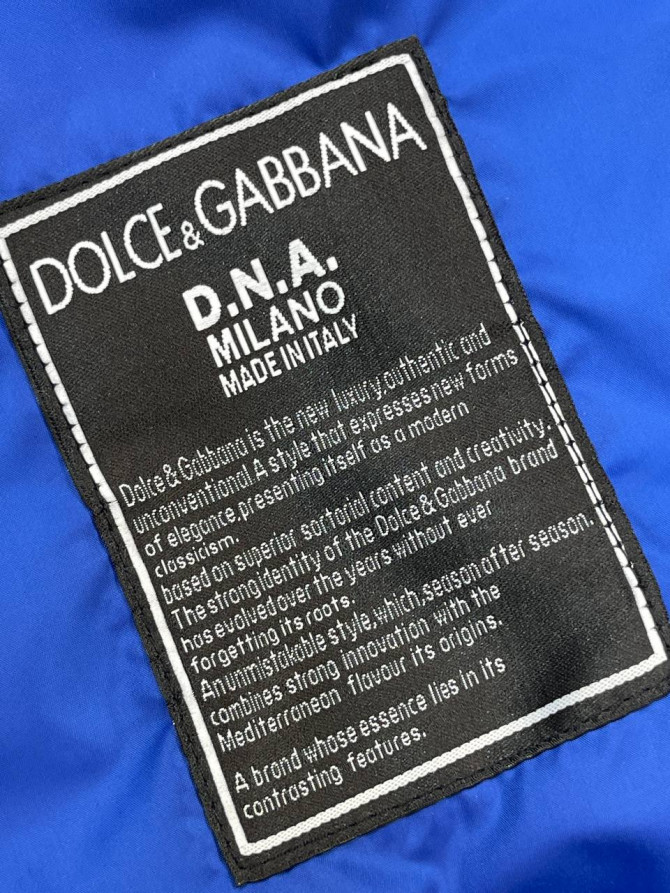 DOLCE&GABBANA
D.N.A.
MILANO
MADE IN ITALY
Dolce&Gabbana is the new luxury,authentic and
unconventional.A style that expresses new forms
of elegance,presenting itself as a modern
classicism.
based on superior sartorial content and creativity.
The strong identity of the Dolce&Gabbana brand
has evolved over the years without ever
forgetting its roots.
An unmistakable style,which,season after season.
combines strong innovation with the
Mediterranean flavour its origins.
A brand whose essence lies in its
contrasting features.